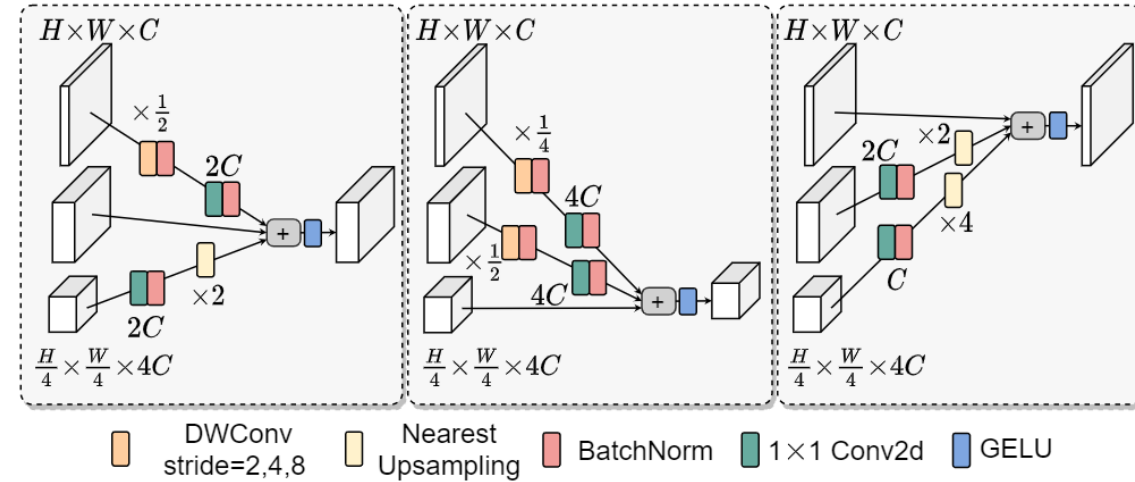 H×W×C
×1/2
2C
+
×2
2C
H/4 × W/4 ×4C
H×W×C
×1/4
4C
×1/2
4C
+
H/4 × W/4 ×4C
H×W×C
×2
+
2C
×4
C
H/4 × W/4 ×4C
DWConv
stride=2,4,8
Nearest
Upsampling
BatchNorm
1×1 Conv2d
GELU